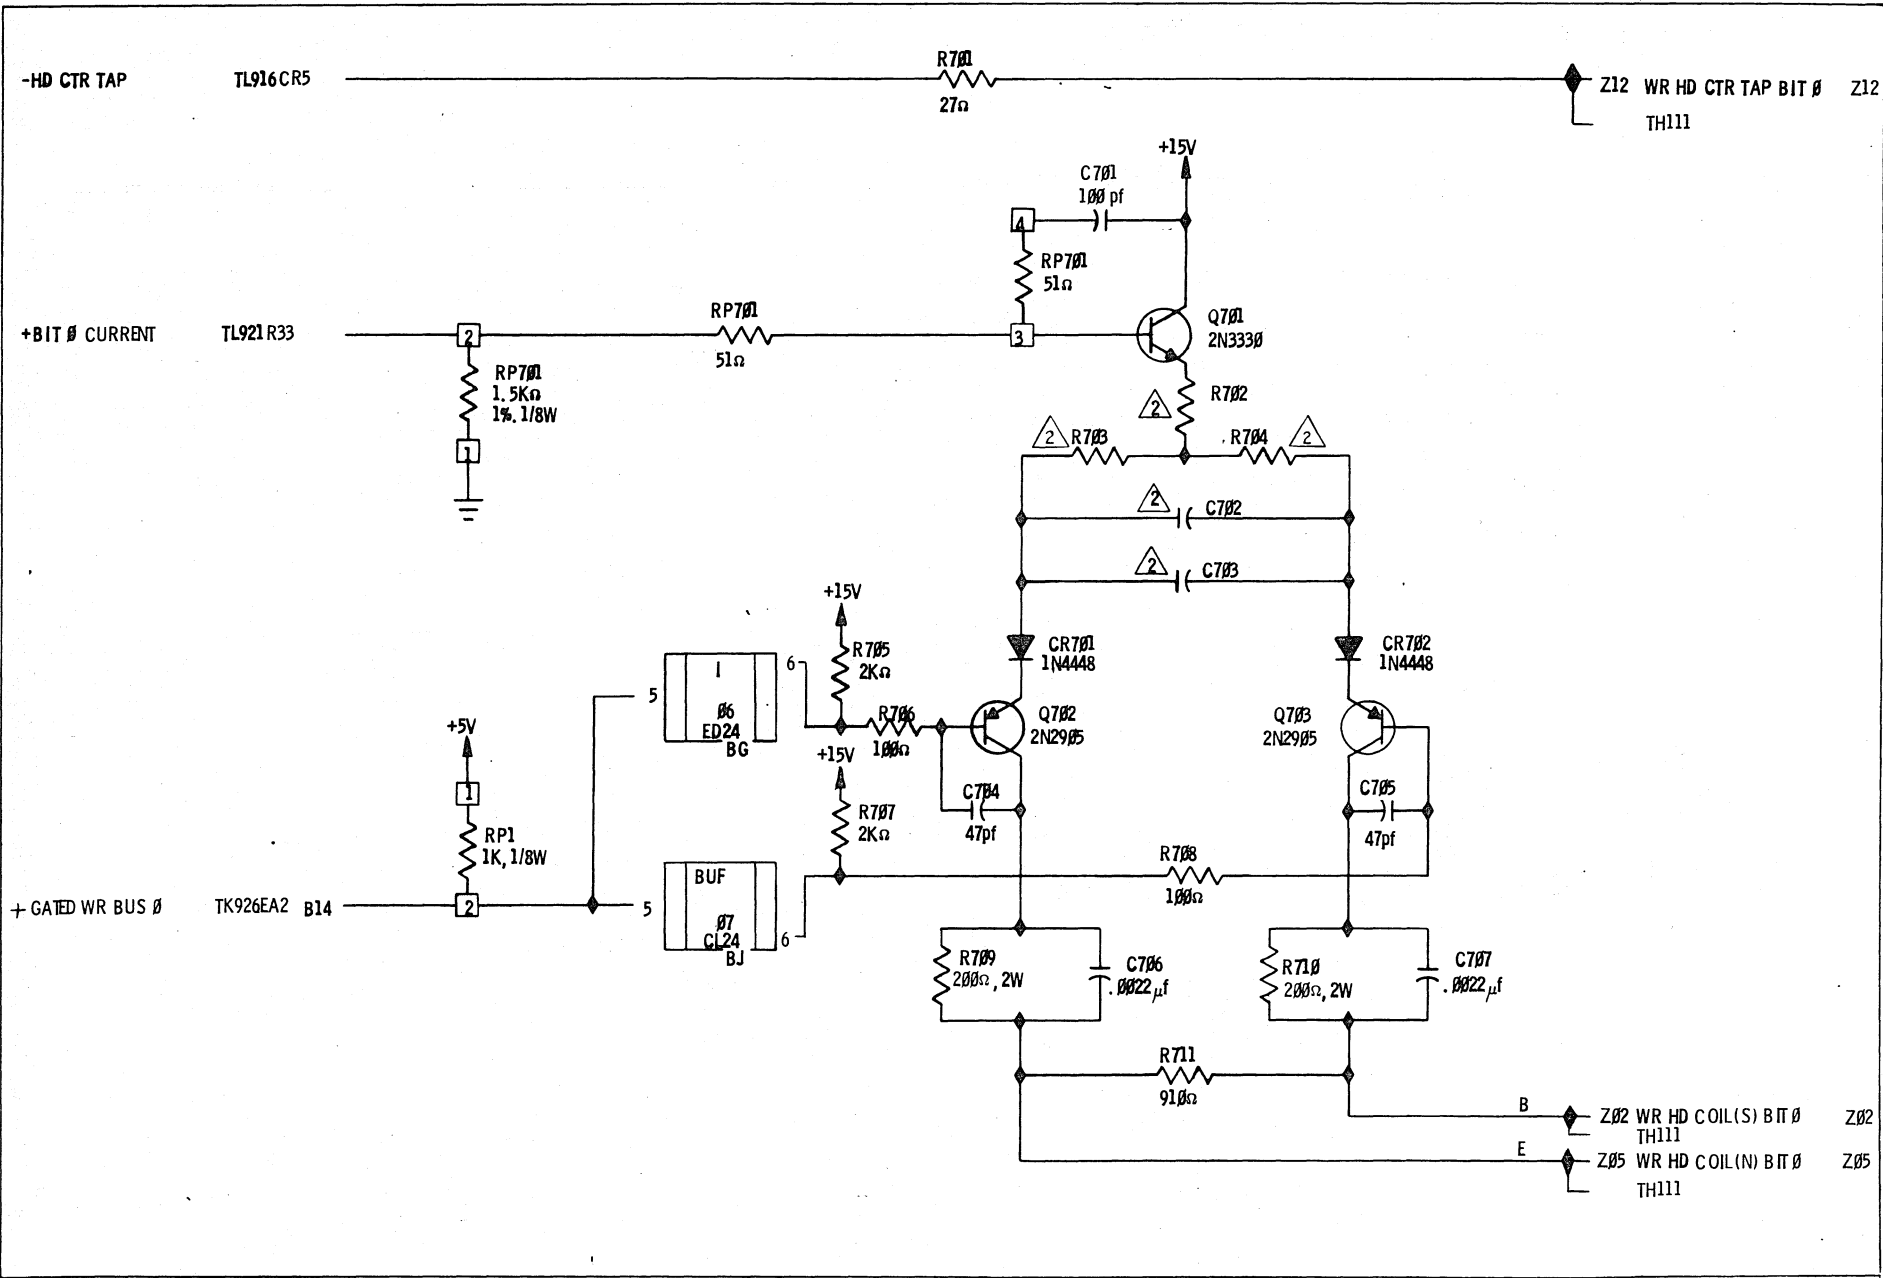 -HD CTR TAP TL916CR5
R7Ø1
27Ω
Z12 WR HD CTR TAP BIT Ø Z12
TH111
+15V
C7Ø1
1ØØ pf
4
RP7Ø1
51Ω
+BIT Ø CURRENT TL921R33
2
RP7Ø1
51Ω
3
Q7Ø1
2N333Ø
RP7Ø1
1.5KΩ
1%, 1/8W
1
2
R7Ø2
2 R7Ø3
R7Ø4 2
2 C7Ø2
2 C7Ø3
+15V
R7Ø5
2KΩ
CR7Ø1
1N4448
CR7Ø2
1N4448
5
I
Ø6
ED24
BG
6
R7Ø6
1ØØΩ
Q7Ø2
2N29Ø5
Q7Ø3
2N29Ø5
+5V
+15V
1
RP1
1K, 1/8W
R7Ø7
2KΩ
C7Ø4
47pf
C7Ø5
47pf
+ GATED WR BUS Ø TK926EA2 B14
2
5
BUF
Ø7
CL24
BJ
6
R7Ø8
1ØØΩ
R7Ø9
2ØØΩ, 2W
C7Ø6
.ØØ22µf
R71Ø
2ØØΩ, 2W
C7Ø7
.ØØ22µf
R711
91ØΩ
B ZØ2 WR HD COIL(S) BIT Ø ZØ2
TH111
E ZØ5 WR HD COIL(N) BIT Ø ZØ5
TH111